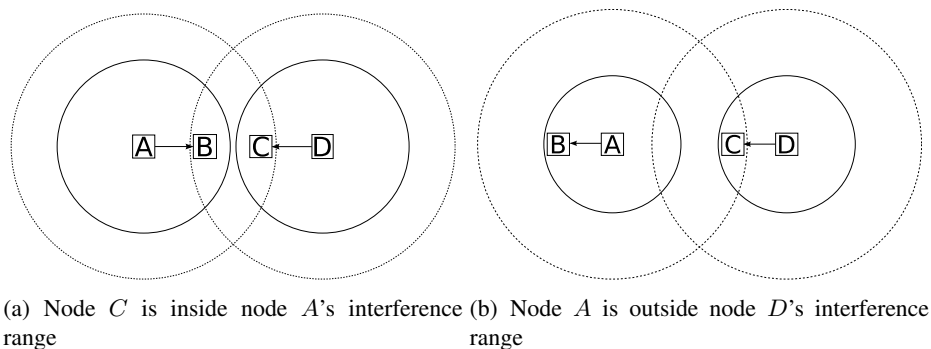 A B C D
B A C D
(a) Node C is inside node A's interference
range
(b) Node A is outside node D's interference
range